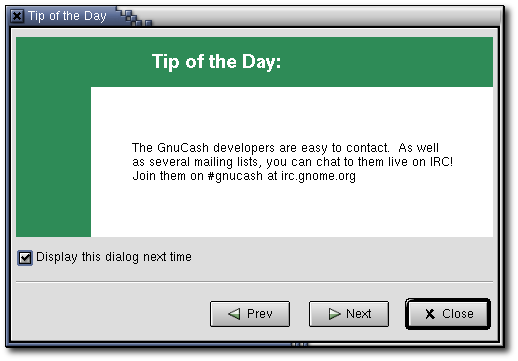 Tip of the Day
Tip of the Day:
The GnuCash developers are easy to contact.  As well
as several mailing lists, you can chat to them live on IRC!
Join them on #gnucash at irc.gnome.org
Display this dialog next time
Prev
Next
Close